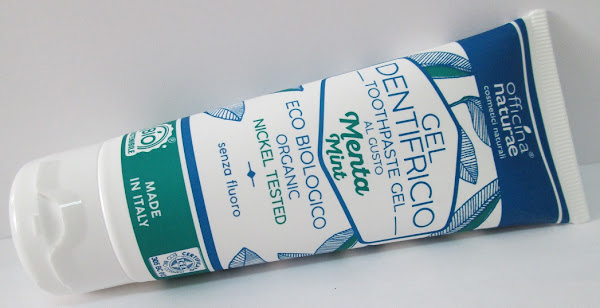 officina
naturae®
cosmetici naturali
GEL
DENTIFRICIO
TOOTHPASTE GEL
AL GUSTO
Menta
Mint
ECO BIOLOGICO
ORGANIC
NICKEL TESTED
senza fluoro
bio
MADE
IN ITALY